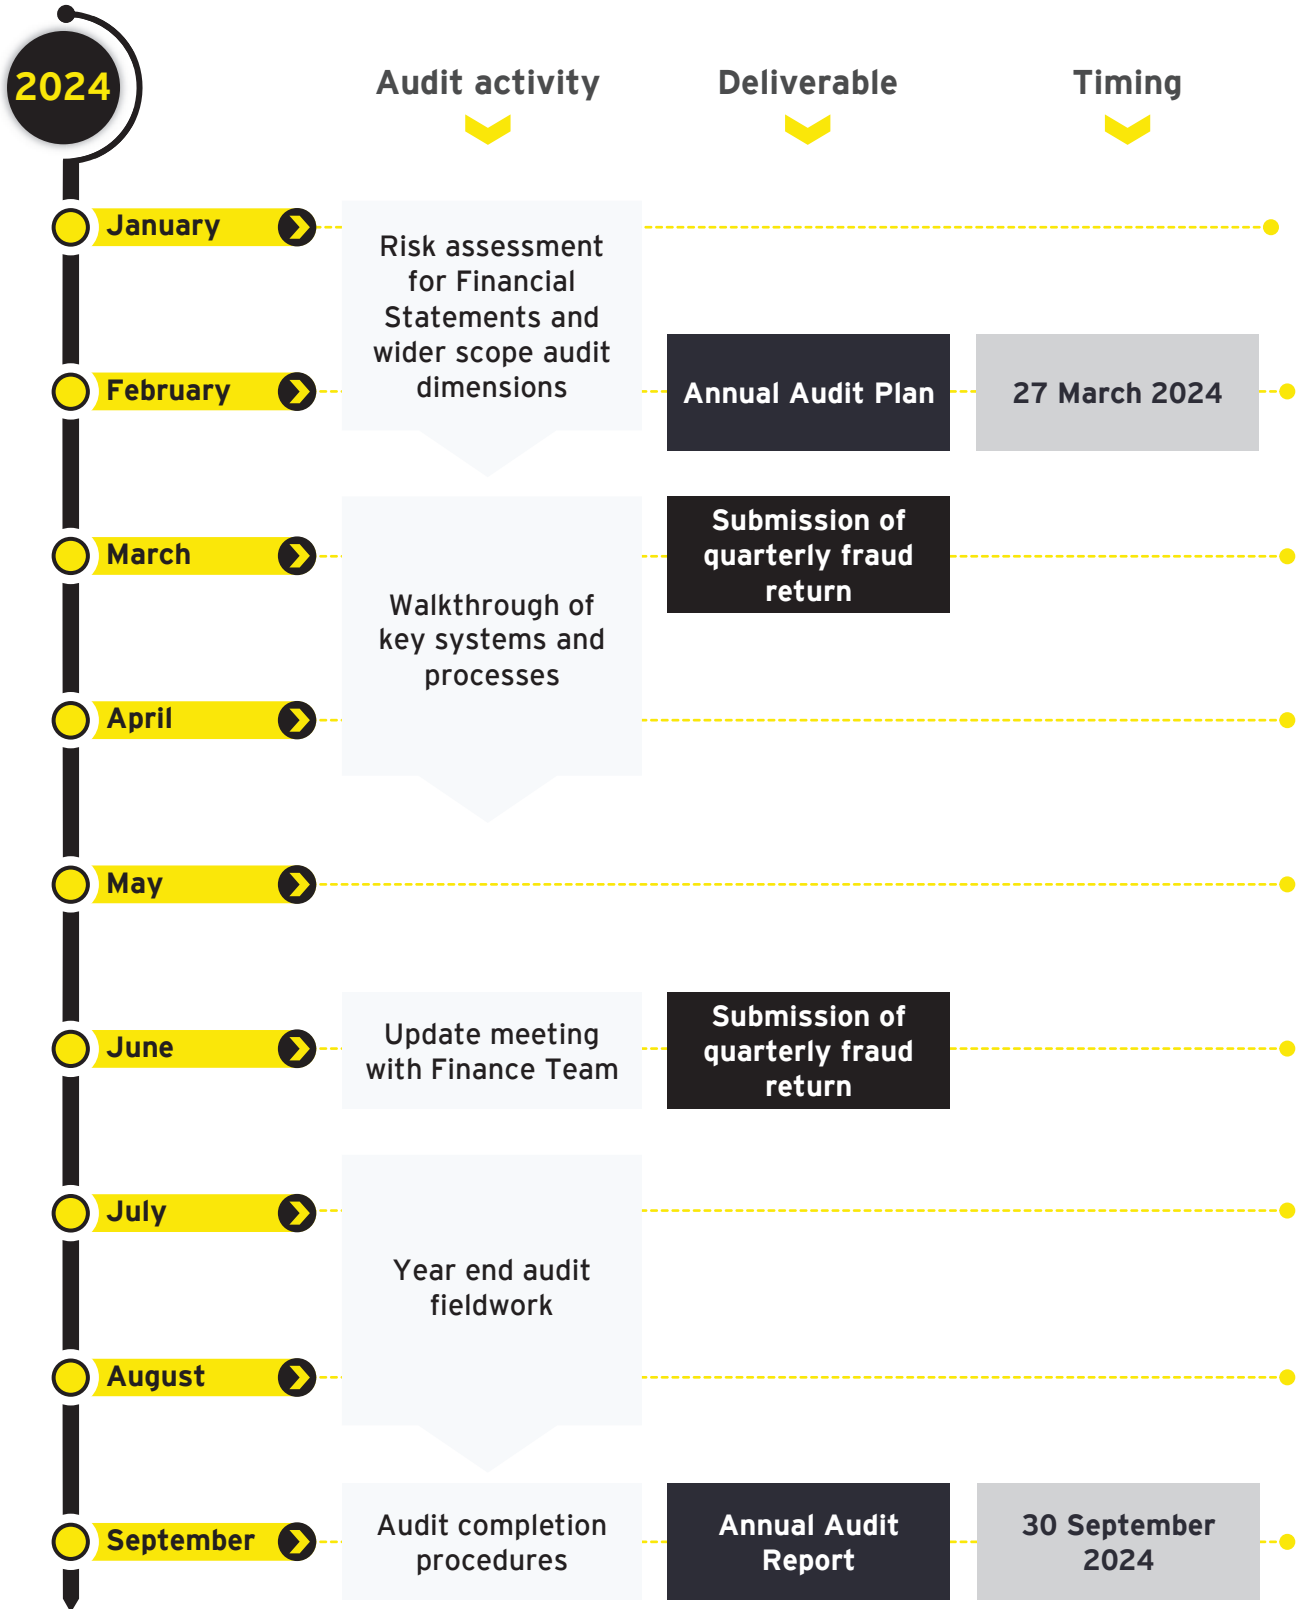 2024
Audit activity
Deliverable
Timing
January
Risk assessment
for Financial
Statements and
wider scope audit
dimensions
February
Annual Audit Plan
27 March 2024
March
Submission of
quarterly fraud
return
Walkthrough of
key systems and
processes
April
May
June
Update meeting
with Finance Team
Submission of
quarterly fraud
return
July
Year end audit
fieldwork
August
September
Audit completion
procedures
Annual Audit
Report
30 September
2024